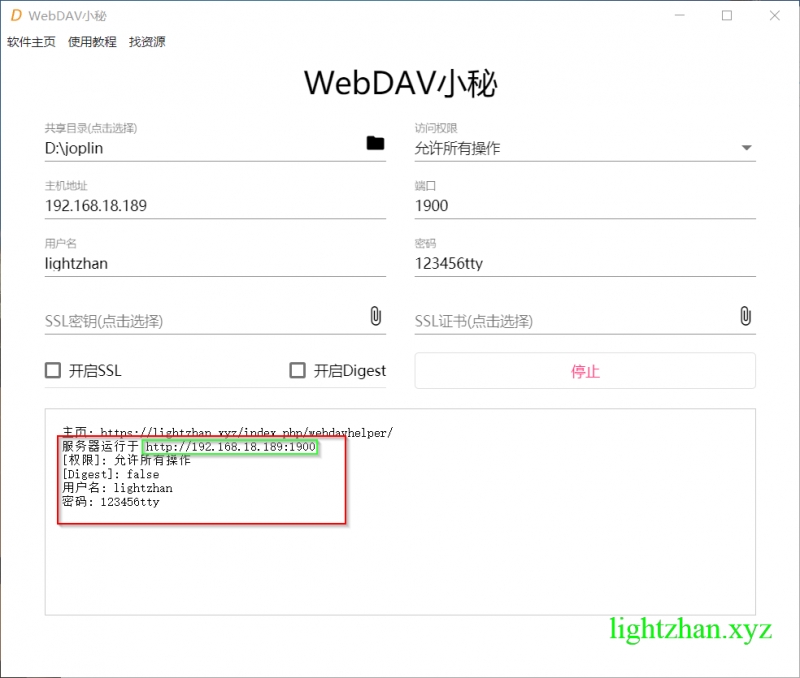 D WebDAV小秘
软件主页 使用教程 找资源
WebDAV小秘
共享目录(点击选择)
D:\joplin
访问权限
允许所有操作
主机地址
192.168.18.189
端口
1900
用户名
lightzhan
密码
123456tty
SSL密钥(点击选择)
SSL证书(点击选择)
开启SSL
开启Digest
停止
主页: https://lightzhan.xyz/index.php/webdavhelper/
服务器运行于 http://192.168.18.189:1900
[权限]: 允许所有操作
[Digest]: false
用户名: lightzhan
密码: 123456tty
lightzhan.xyz